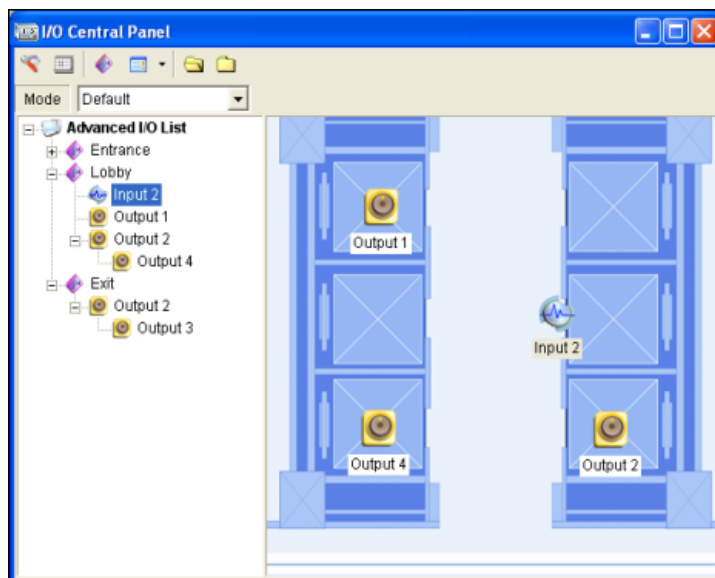 I/O Central Panel
Mode Default
Advanced I/O List
Entrance
Lobby
Input 2
Output 1
Output 2
Output 4
Exit
Output 2
Output 3
Output 1
Input 2
Output 4
Output 2